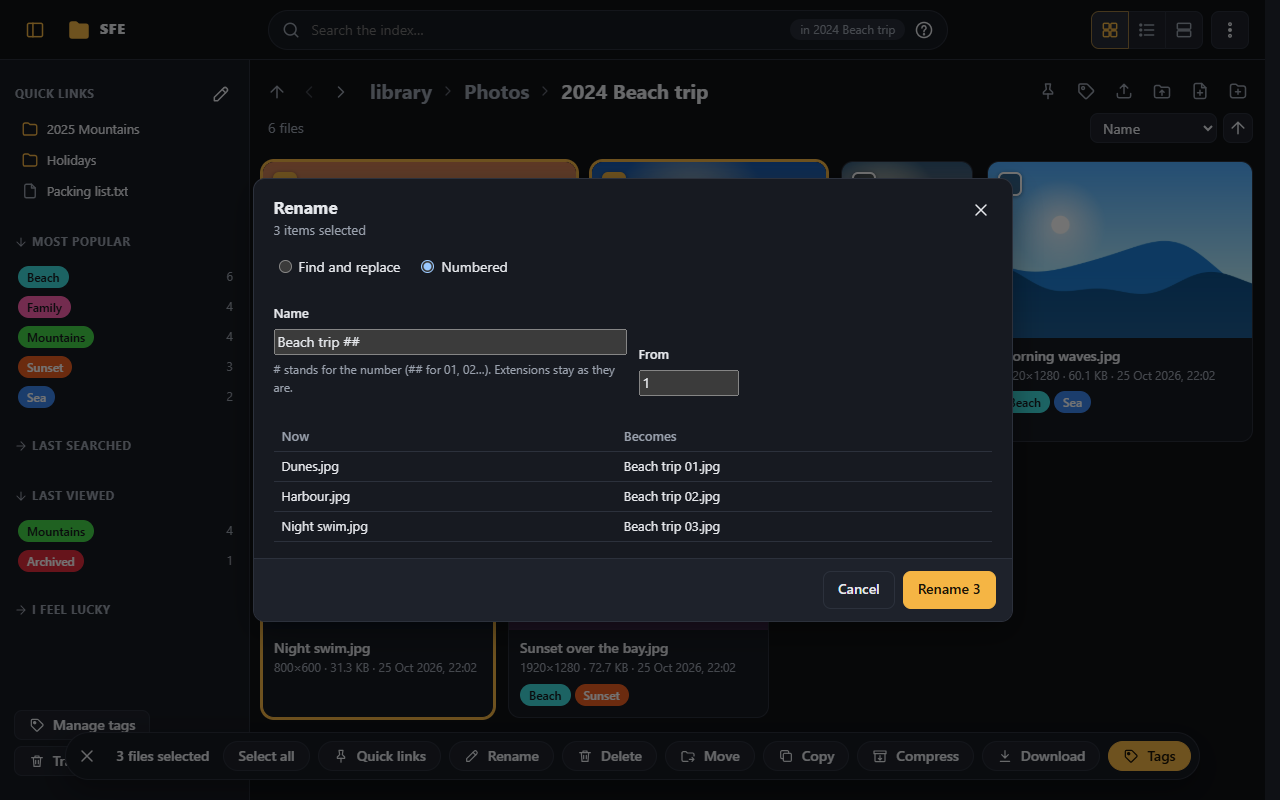 SFE
Search the index...
in 2024 Beach trip
QUICK LINKS
2025 Mountains
Holidays
Packing list.txt
MOST POPULAR
Beach 6
Family 4
Mountains 4
Sunset 3
Sea 2
LAST SEARCHED
LAST VIEWED
Mountains 4
Archived 1
I FEEL LUCKY
Manage tags
library > Photos > 2024 Beach trip
6 files
Name
Rename
3 items selected
Find and replace
Numbered
Name
Beach trip ##
# stands for the number (## for 01, 02...). Extensions stay as they
are.
From
1
Now Becomes
Dunes.jpg Beach trip 01.jpg
Harbour.jpg Beach trip 02.jpg
Night swim.jpg Beach trip 03.jpg
Cancel
Rename 3
orning waves.jpg
20×1280 · 60.1 KB · 25 Oct 2026, 22:02
Beach Sea
Night swim.jpg
800×600 · 31.3 KB · 25 Oct 2026, 22:02
Sunset over the bay.jpg
1920×1280 · 72.7 KB · 25 Oct 2026, 22:02
Beach Sunset
3 files selected
Select all
Quick links
Rename
Delete
Move
Copy
Compress
Download
Tags